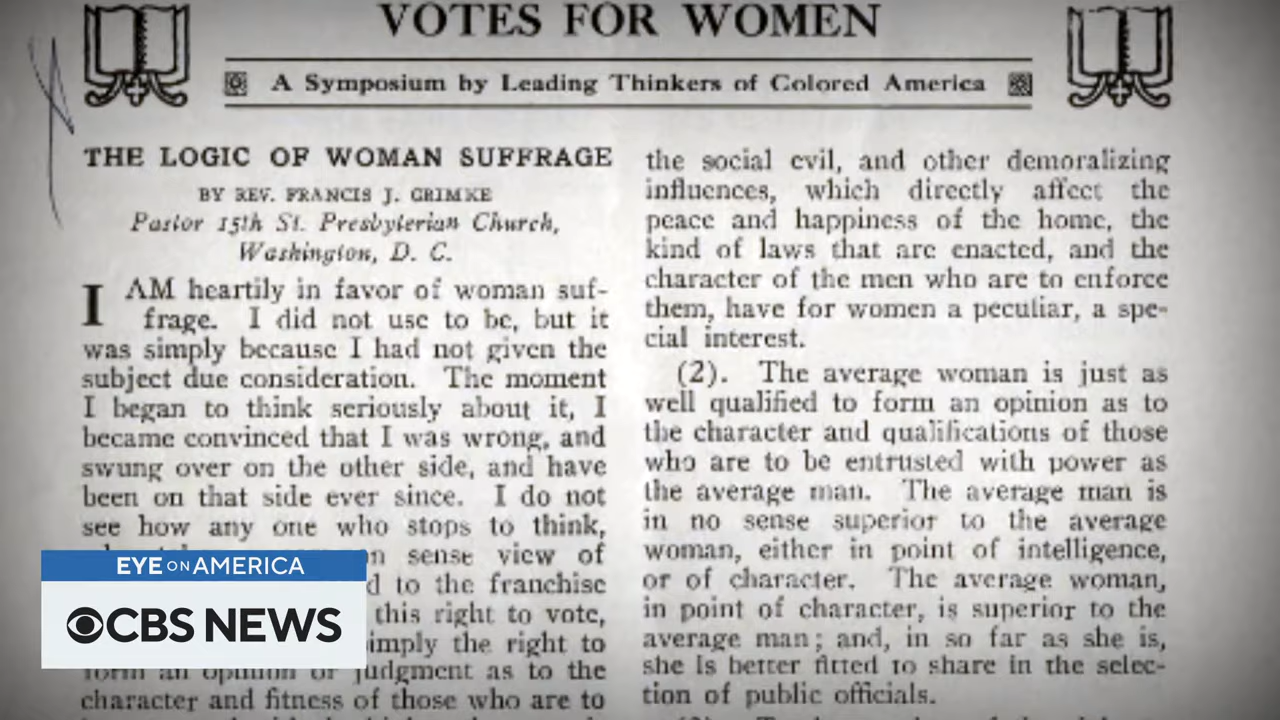 VOTES FOR WOMEN
A Symposium by Leading Thinkers of Colored America
THE LOGIC OF WOMAN SUFFRAGE
BY REV. FRANCIS J. GRIMKE
Pastor 15th St. Presbyterian Church,
Washington, D. C.
I AM heartily in favor of woman suf-
frage. I did not use to be, but it
was simply because I had not given the
subject due consideration. The moment
I began to think seriously about it, I
became convinced that I was wrong, and
swung over on the other side, and have
been on that side ever since. I do not
see how any one who stops to think,
sense view of
to the franchise
this right to vote,
simply the right to
form an opinion or judgment as to the
character and fitness of those who are to
the social evil, and other demoralizing
influences, which directly affect the
peace and happiness of the home, the
kind of laws that are enacted, and the
character of the men who are to enforce
them, have for women a peculiar, a spe-
cial interest.
(2). The average woman is just as
well qualified to form an opinion as to
the character and qualifications of those
who are to be entrusted with power as
the average man. The average man is
in no sense superior to the average
woman, either in point of intelligence,
or of character. The average woman,
in point of character, is superior to the
average man; and, in so far as she is,
she is better fitted to share in the selec-
tion of public officials.
EYE ON AMERICA
CBS NEWS